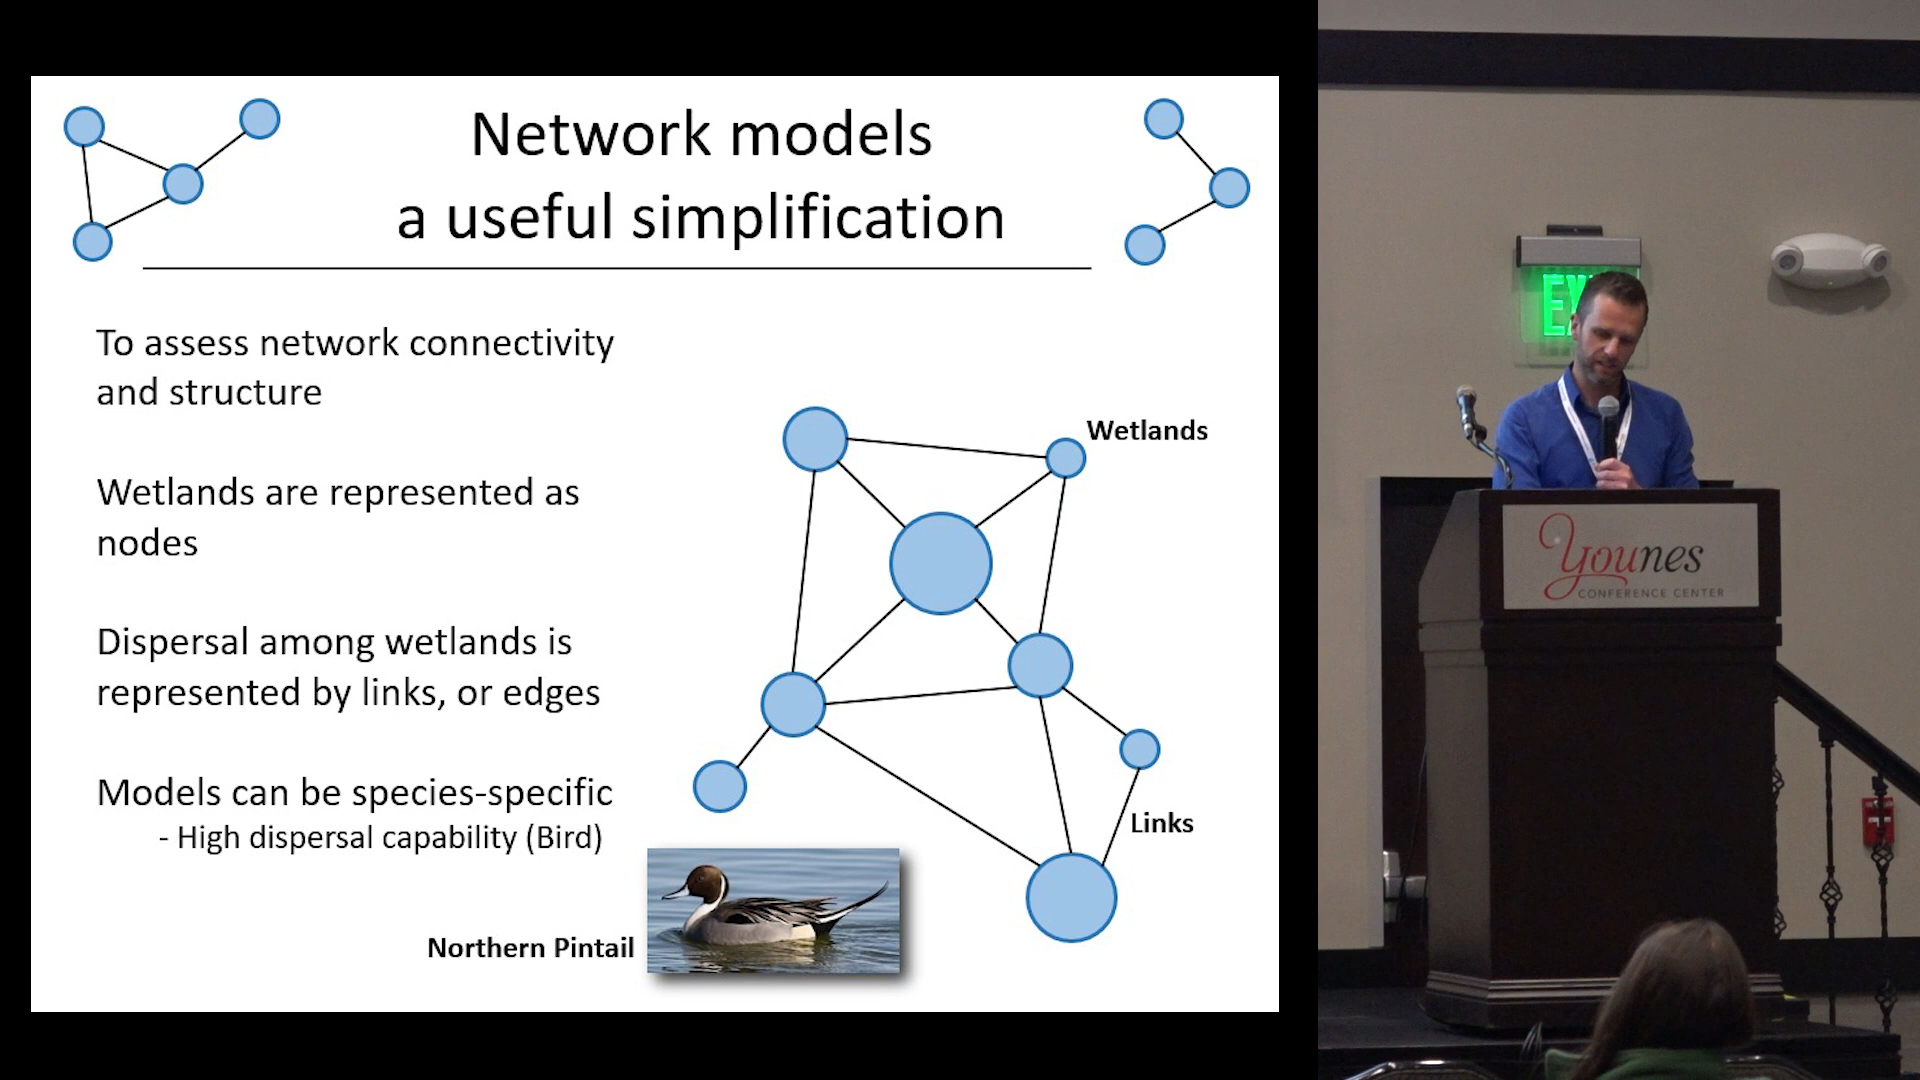 Network models
a useful simplification
To assess network connectivity
and structure
Wetlands are represented as
nodes
Dispersal among wetlands is
represented by links, or edges
Models can be species-specific
- High dispersal capability (Bird)
Northern Pintail
Wetlands
Links
EX
Younes
CONFERENCE CENTER